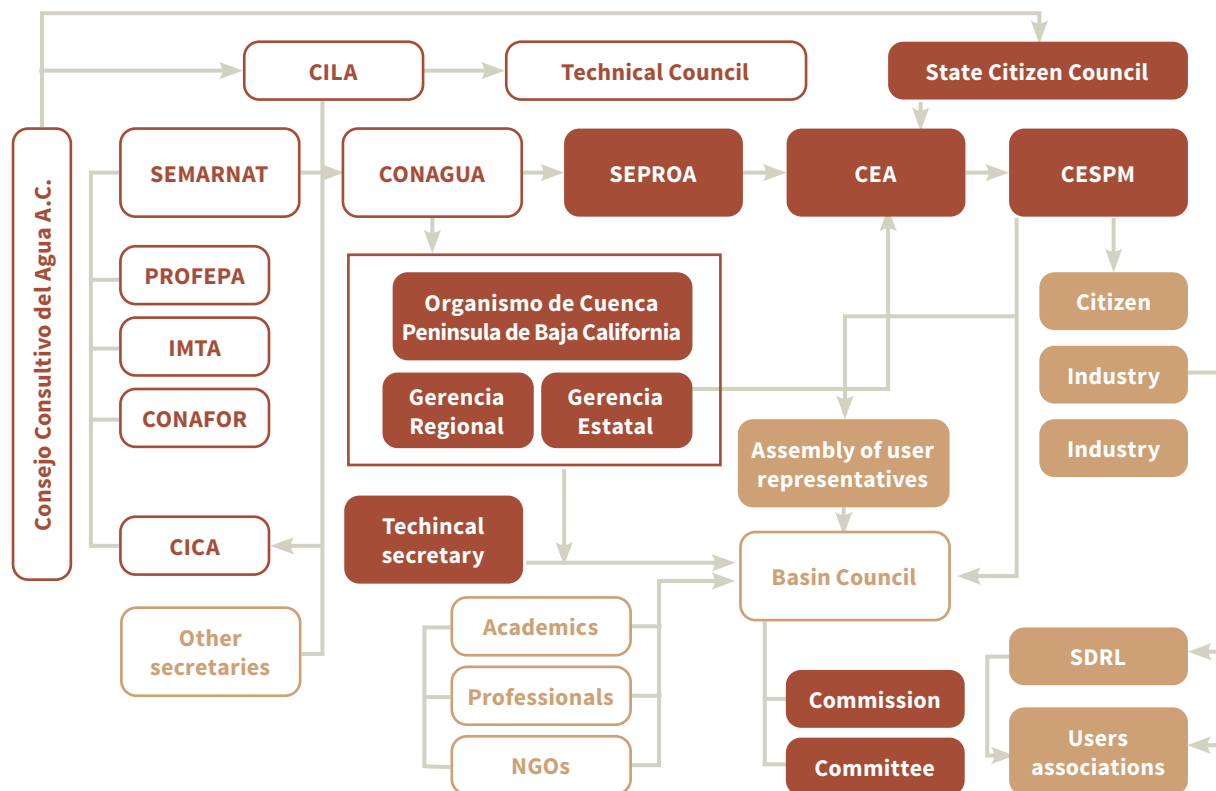 CILA
Technical Council
State Citizen Council
Consejo Consultivo del Agua A.C.
SEMARNAT
CONAGUA
SEPROA
CEA
CESPM
PROFEPA
IMTA
CONAFOR
CICA
Other
secretaries
Organismo de Cuenca
Peninsula de Baja California
Gerencia
Regional
Gerencia
Estatal
Citizen
Industry
Industry
Assembly of user
representatives
Techincal
secretary
Basin Council
Academics
Professionals
NGOs
Commission
Committee
SDRL
Users
associations